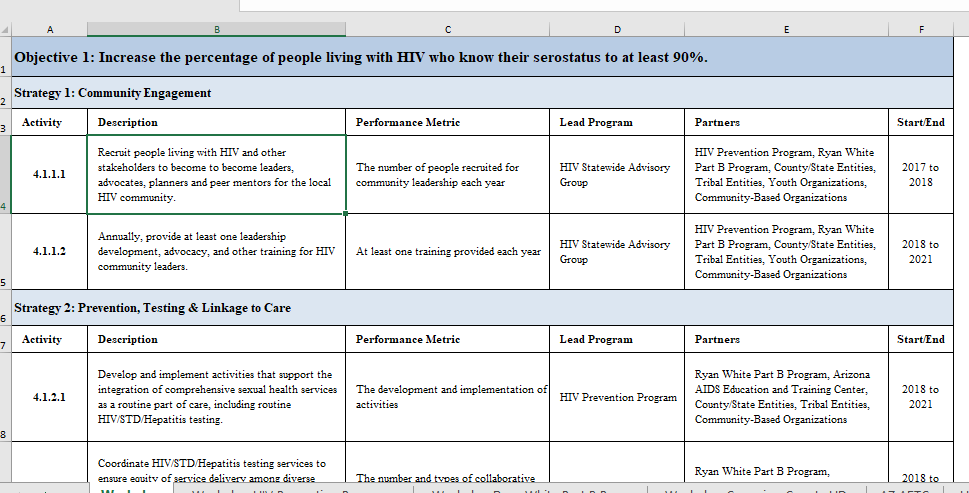 A B C D E F
1 Objective 1: Increase the percentage of people living with HIV who know their serostatus to at least 90%.
2 Strategy 1: Community Engagement
3 Activity Description Performance Metric Lead Program Partners Start/End
4
4.1.1.1
Recruit people living with HIV and other
stakeholders to become to become leaders,
advocates, planners and peer mentors for the local
HIV community.
The number of people recruited for
community leadership each year
HIV Statewide Advisory
Group
HIV Prevention Program, Ryan White
Part B Program, County/State Entities,
Tribal Entities, Youth Organizations,
Community-Based Organizations
2017 to
2018
5
4.1.1.2
Annually, provide at least one leadership
development, advocacy, and other training for HIV
community leaders.
At least one training provided each year
HIV Statewide Advisory
Group
HIV Prevention Program, Ryan White
Part B Program, County/State Entities,
Tribal Entities, Youth Organizations,
Community-Based Organizations
2018 to
2021
6 Strategy 2: Prevention, Testing & Linkage to Care
7 Activity Description Performance Metric Lead Program Partners Start/End
8
4.1.2.1
Develop and implement activities that support the
integration of comprehensive sexual health services
as a routine part of care, including routine
HIV/STD/Hepatitis testing.
The development and implementation of
activities
HIV Prevention Program
Ryan White Part B Program, Arizona
AIDS Education and Training Center,
County/State Entities, Tribal Entities,
Community-Based Organizations
2018 to
2021
Coordinate HIV/STD/Hepatitis testing services to
ensure equity of service delivery among diverse
The number and types of collaborative
Ryan White Part B Program,
2018 to